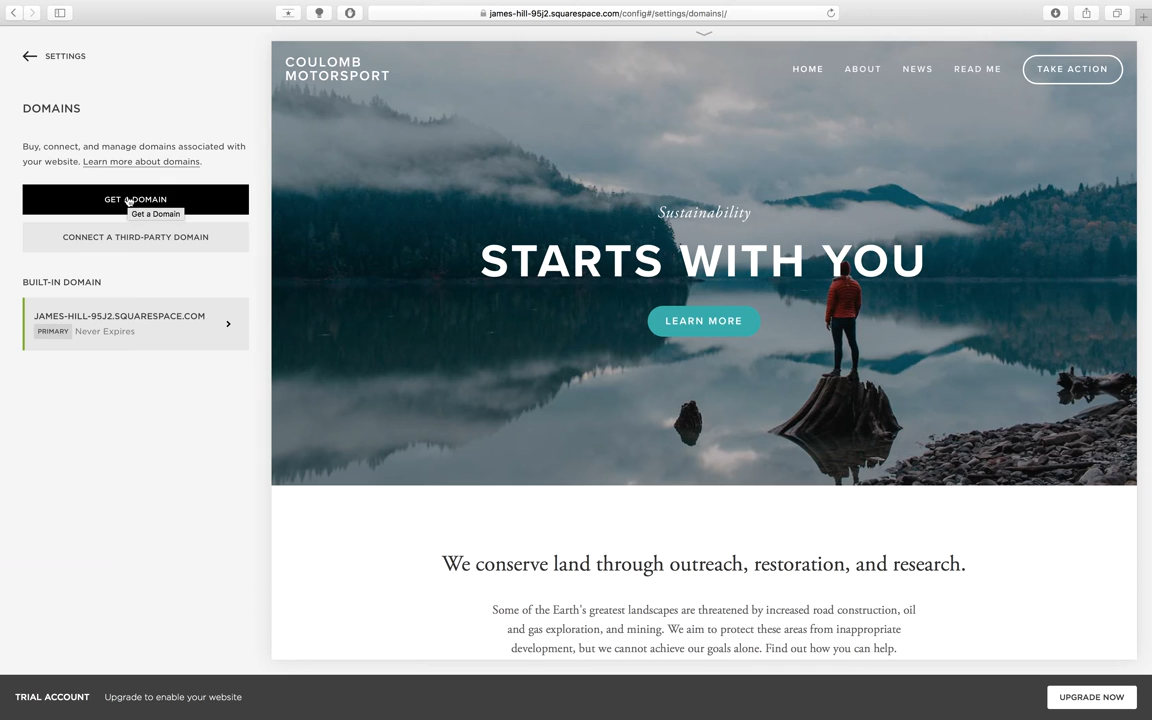 james-hill-95j2.squarespace.com/config#/settings/domains|/
SETTINGS
DOMAINS
Buy, connect, and manage domains associated with
your website. Learn more about domains.
GET A DOMAIN
Get a Domain
CONNECT A THIRD-PARTY DOMAIN
BUILT-IN DOMAIN
JAMES-HILL-95J2.SQUARESPACE.COM
PRIMARY Never Expires
COULOMB
MOTORSPORT
HOME ABOUT NEWS READ ME TAKE ACTION
Sustainability
STARTS WITH YOU
LEARN MORE
We conserve land through outreach, restoration, and research.
Some of the Earth's greatest landscapes are threatened by increased road construction, oil
and gas exploration, and mining. We aim to protect these areas from inappropriate
development, but we cannot achieve our goals alone. Find out how you can help.
TRIAL ACCOUNT Upgrade to enable your website
UPGRADE NOW